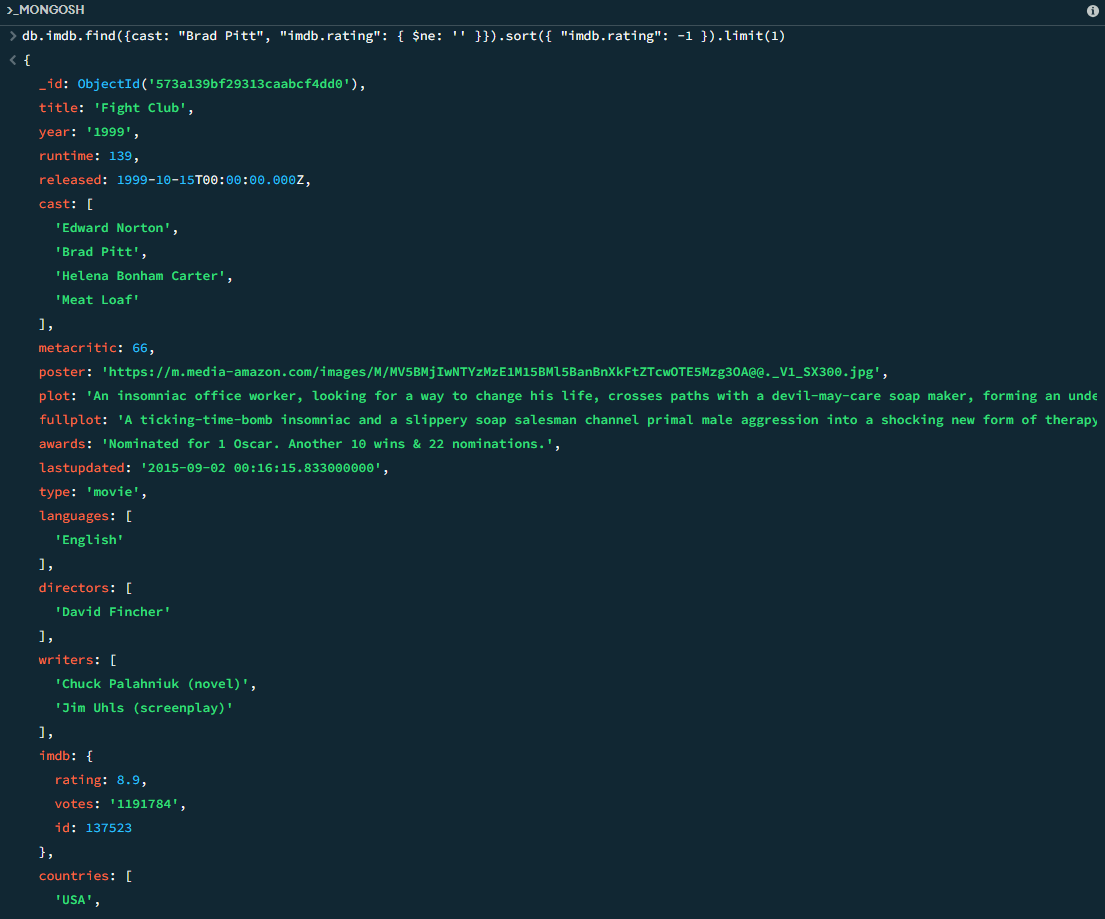 >_MONGOSH
> db.imdb.find({cast: "Brad Pitt", "imdb.rating": { $ne: '' }}).sort({ "imdb.rating": -1 }).limit(1)
< {
_id: ObjectId('573a139bf29313caabcf4dd0'),
title: 'Fight Club',
year: '1999',
runtime: 139,
released: 1999-10-15T00:00:00.000Z,
cast: [
'Edward Norton',
'Brad Pitt',
'Helena Bonham Carter',
'Meat Loaf'
],
metacritic: 66,
poster: 'https://m.media-amazon.com/images/M/MV5BMjIwNTYzMzE1M15BMl5BanBnXkFtZTcwOTE5Mzg3OA@@._V1_SX300.jpg',
plot: 'An insomniac office worker, looking for a way to change his life, crosses paths with a devil-may-care soap maker, forming an unde
fullplot: 'A ticking-time-bomb insomniac and a slippery soap salesman channel primal male aggression into a shocking new form of therapy
awards: 'Nominated for 1 Oscar. Another 10 wins & 22 nominations.',
lastupdated: '2015-09-02 00:16:15.833000000',
type: 'movie',
languages: [
'English'
],
directors: [
'David Fincher'
],
writers: [
'Chuck Palahniuk (novel)',
'Jim Uhls (screenplay)'
],
imdb: {
rating: 8.9,
votes: '1191784',
id: 137523
},
countries: [
'USA',